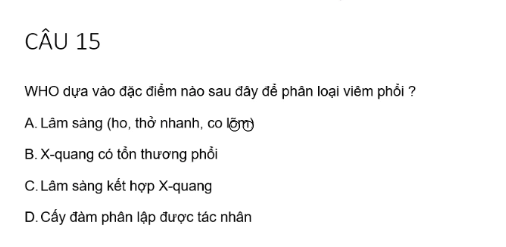 CÂU 15
WHO dựa vào đặc điểm nào sau đây để phân loại viêm phổi ?
A. Lâm sàng (ho, thở nhanh, co lõm)
B. X-quang có tổn thương phổi
C. Lâm sàng kết hợp X-quang
D. Cấy đàm phân lập được tác nhân